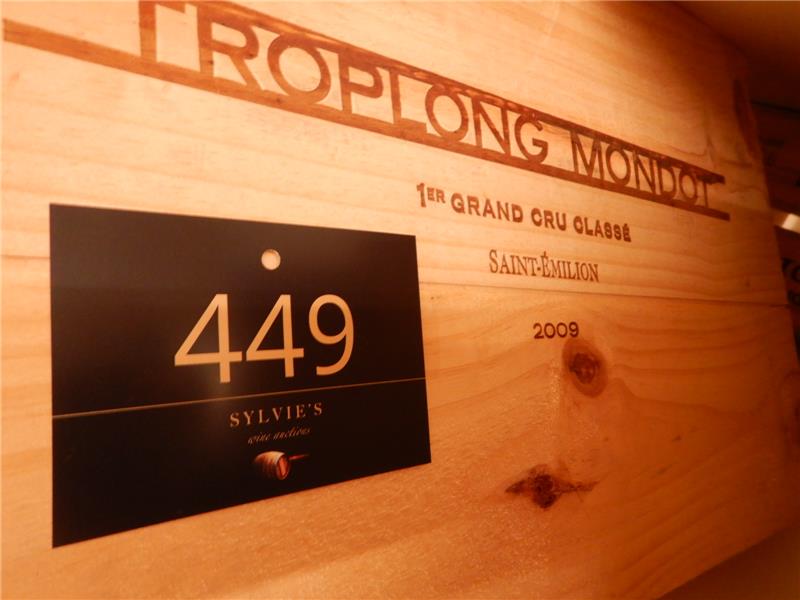 TROPLONG MONDOT
1ER GRAND CRU CLASSÉ
SAINT-ÉMILION
2009
449
SYLVIE'S
wine auctions